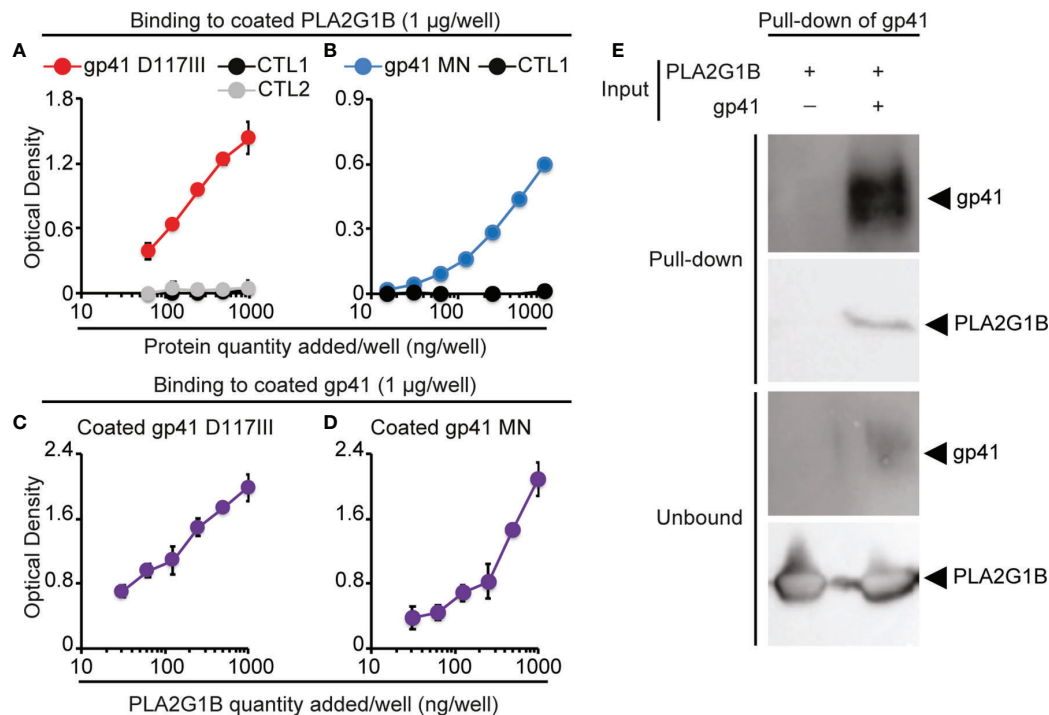 Binding to coated PLA2G1B (1 µg/well)
A
gp41 D117III
CTL1
CTL2
1.8
1.2
0.6
0
Optical Density
10
100
1000
B
gp41 MN
CTL1
0.9
0.6
0.3
0
10
100
1000
Protein quantity added/well (ng/well)
Binding to coated gp41 (1 µg/well)
C
Coated gp41 D117III
2.4
1.6
0.8
0
Optical Density
10
100
1000
D
Coated gp41 MN
2.4
1.6
0.8
0
10
100
1000
PLA2G1B quantity added/well (ng/well)
E
Pull-down of gp41
Input
PLA2G1B + +
gp41 – +
Pull-down
gp41
PLA2G1B
Unbound
gp41
PLA2G1B